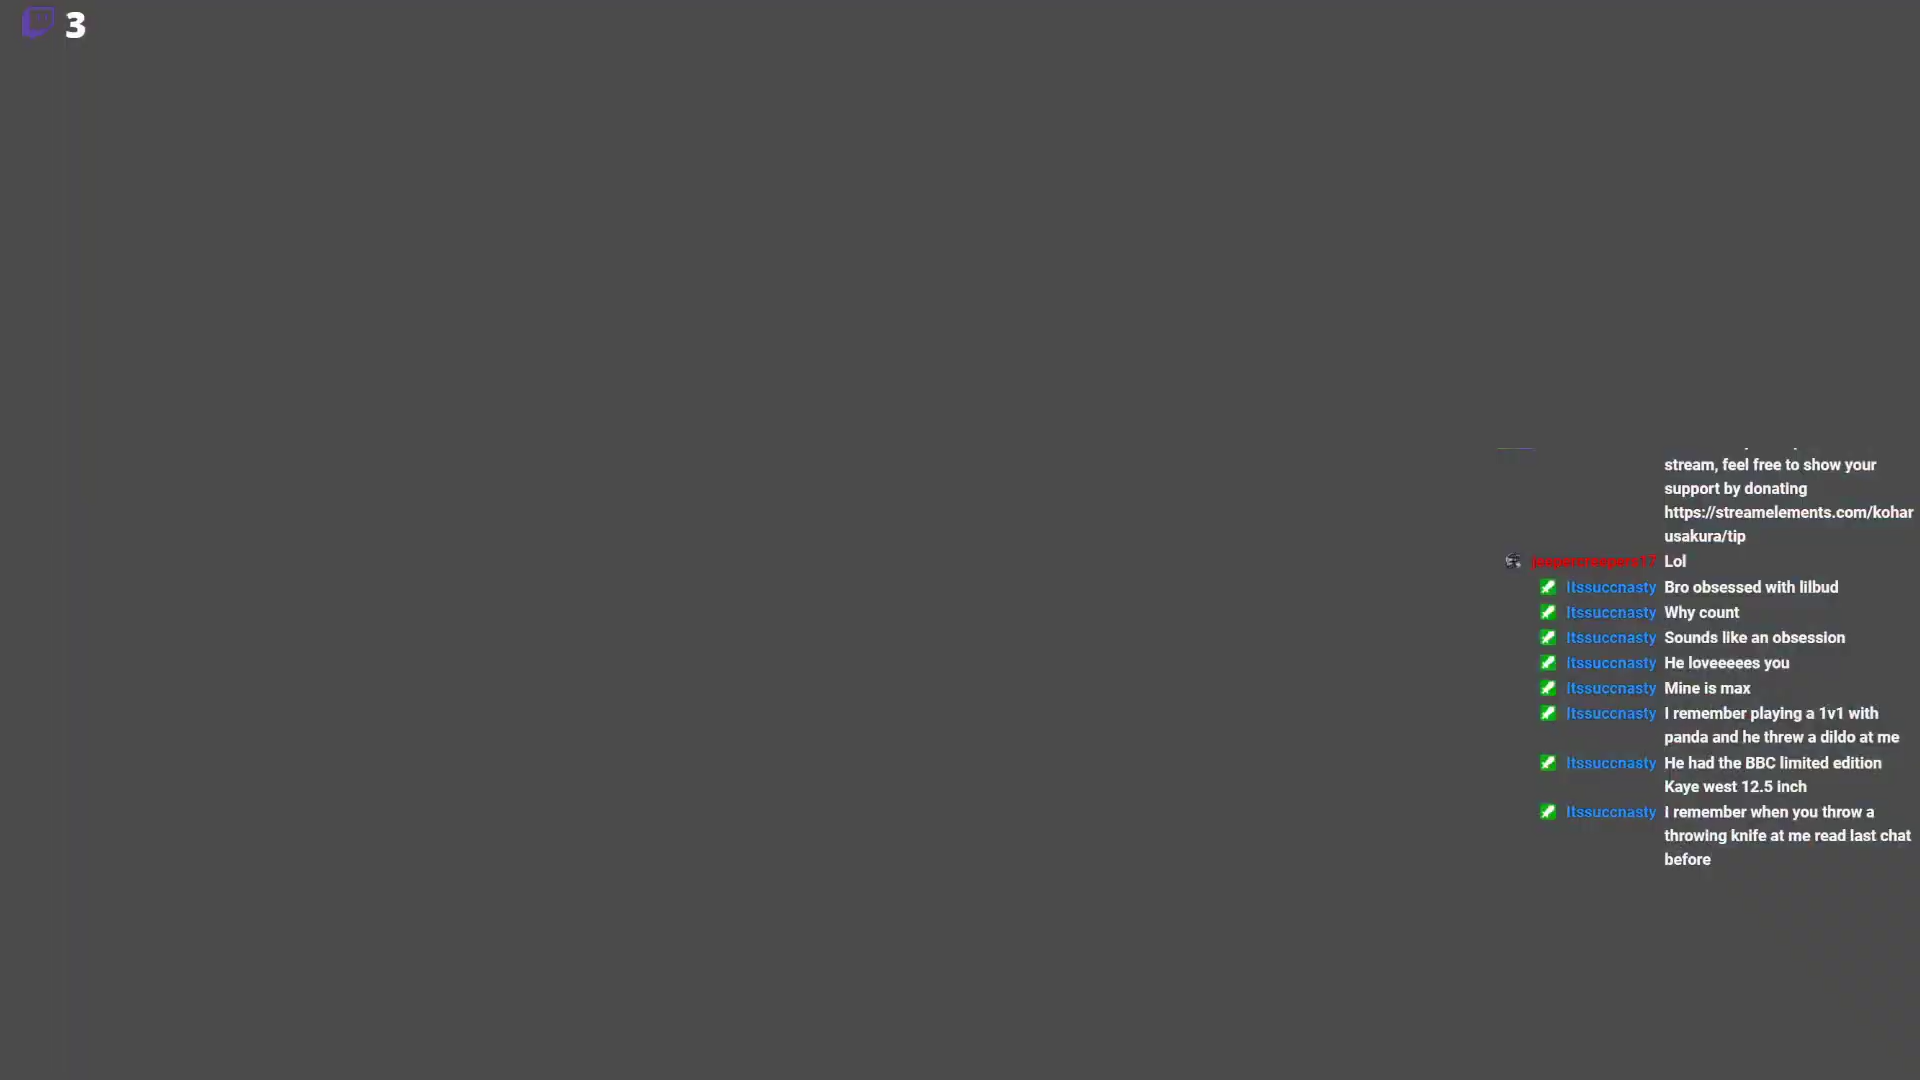 3
stream, feel free to show your
support by donating
https://streamelements.com/kohar
usakura/tip
jeepercreepers17 Lol
Itssuccnasty Bro obsessed with lilbud
Itssuccnasty Why count
Itssuccnasty Sounds like an obsession
Itssuccnasty He loveeeees you
Itssuccnasty Mine is max
Itssuccnasty I remember playing a 1v1 with
panda and he threw a dildo at me
Itssuccnasty He had the BBC limited edition
Kaye west 12.5 inch
Itssuccnasty I remember when you throw a
throwing knife at me read last chat
before